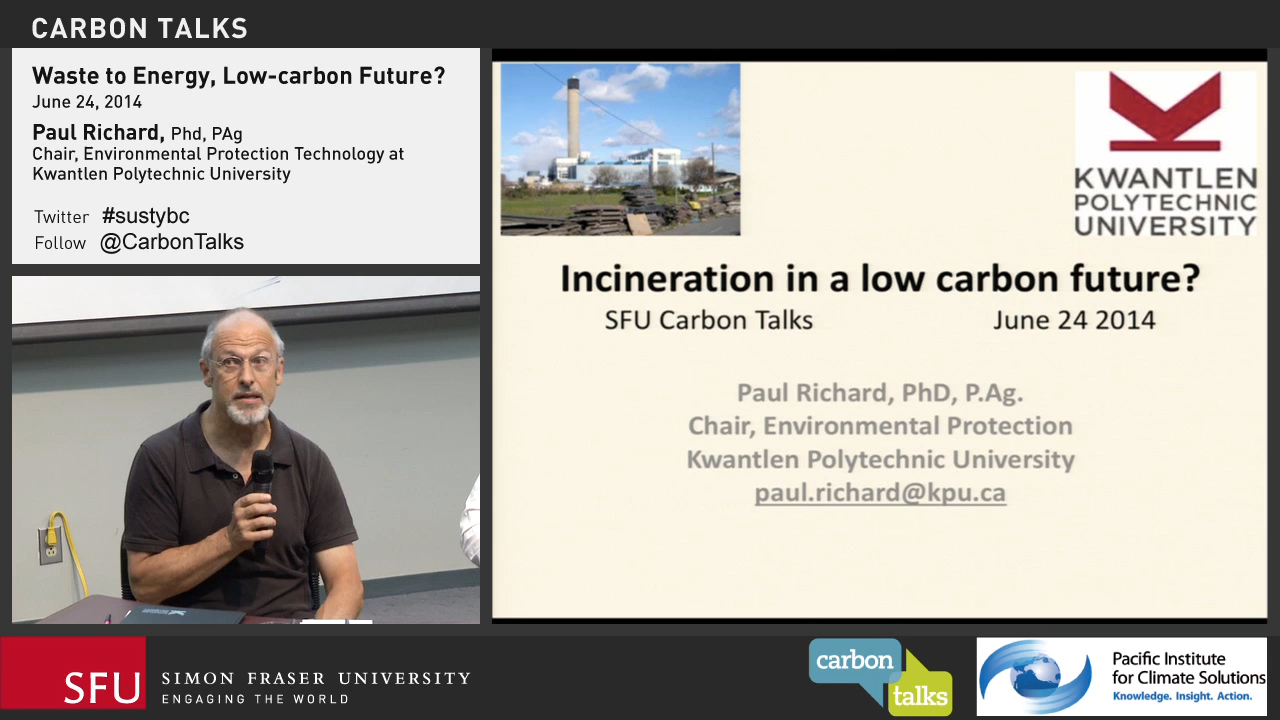 CARBON TALKS
Waste to Energy, Low-carbon Future?
June 24, 2014
Paul Richard, Phd, PAg
Chair, Environmental Protection Technology at
Kwantlen Polytechnic University
Twitter #sustybc
Follow @CarbonTalks
KWANTLEN
POLYTECHNIC
UNIVERSITY
Incineration in a low carbon future?
SFU Carbon Talks June 24 2014
Paul Richard, PhD, P.Ag.
Chair, Environmental Protection
Kwantlen Polytechnic University
paul.richard@kpu.ca
SFU
SIMON FRASER UNIVERSITY
ENGAGING THE WORLD
carbon
talks
Pacific Institute
for Climate Solutions
Knowledge. Insight. Action.